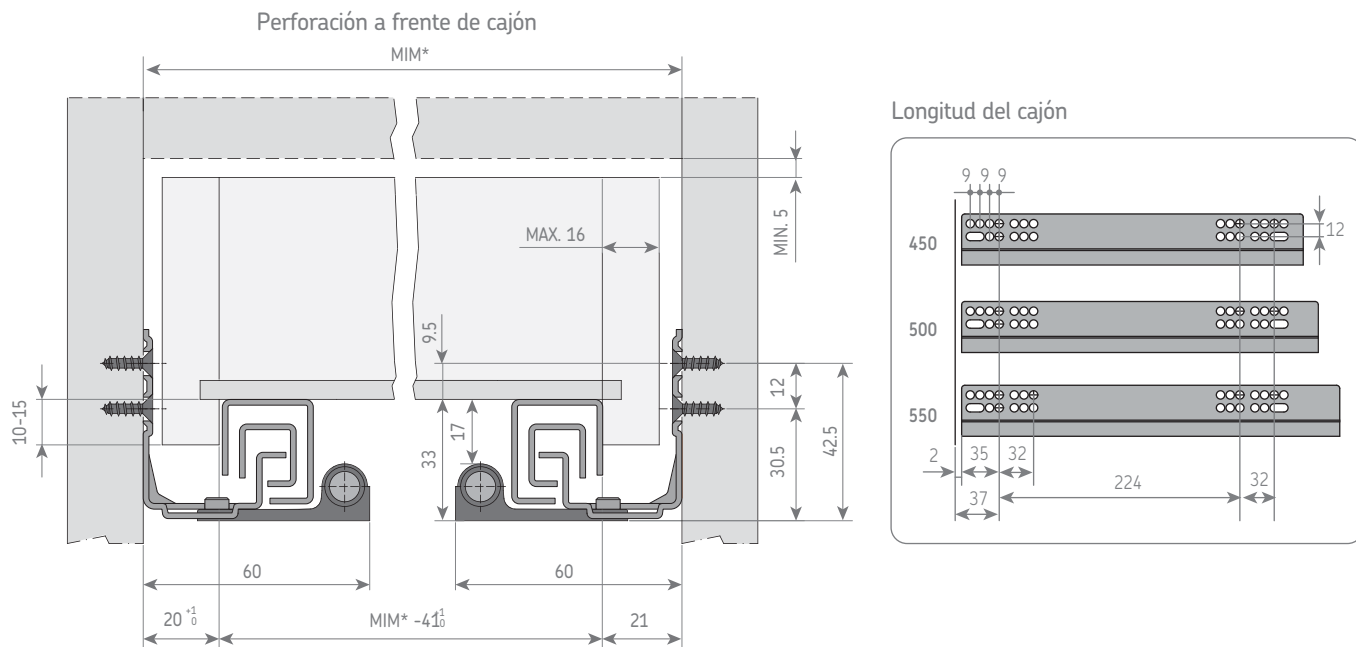 Perforación a frente de cajón
MIM*
MAX. 16
MIN. 5
9.5
12
10-15
17
33
30.5
42.5
60
60
20 +1 0
MIM* -41 +1 0
21
Longitud del cajón
9 9 9
450
12
500
550
2
35
32
224
32
37